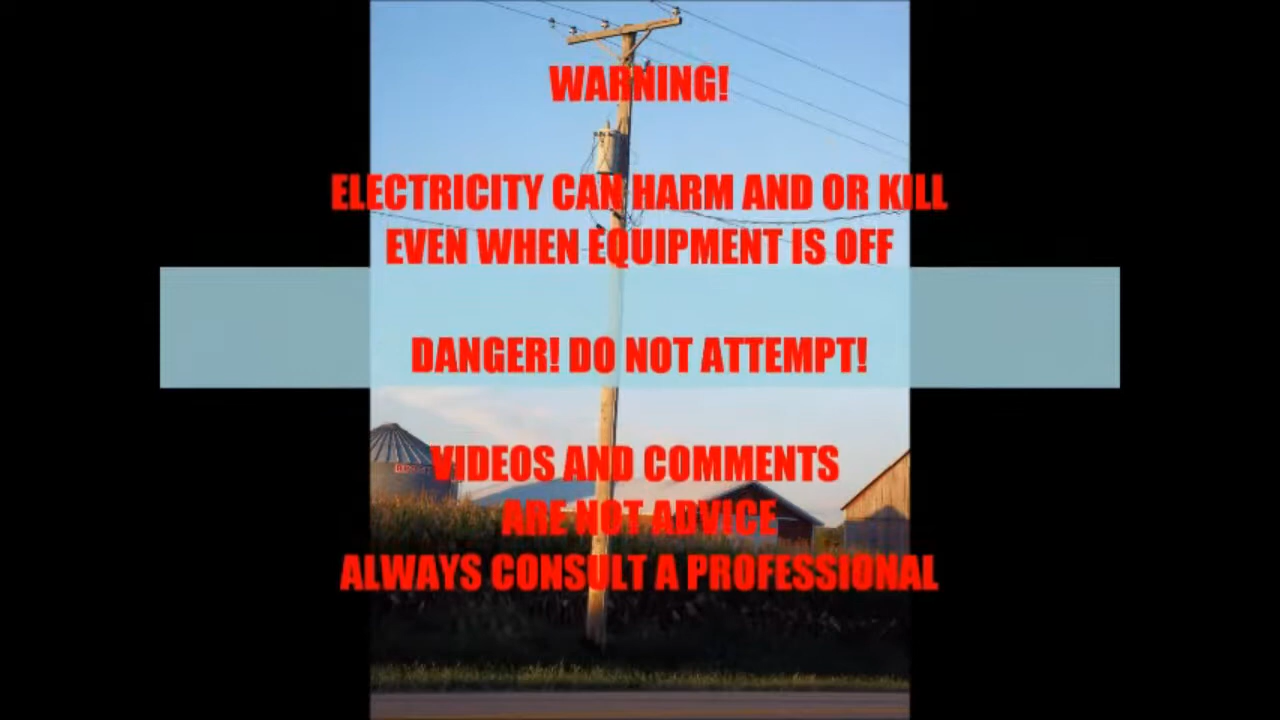 WARNING!
ELECTRICITY CAN HARM AND OR KILL
EVEN WHEN EQUIPMENT IS OFF
DANGER! DO NOT ATTEMPT!
VIDEOS AND COMMENTS
ARE NOT ADVICE
ALWAYS CONSULT A PROFESSIONAL